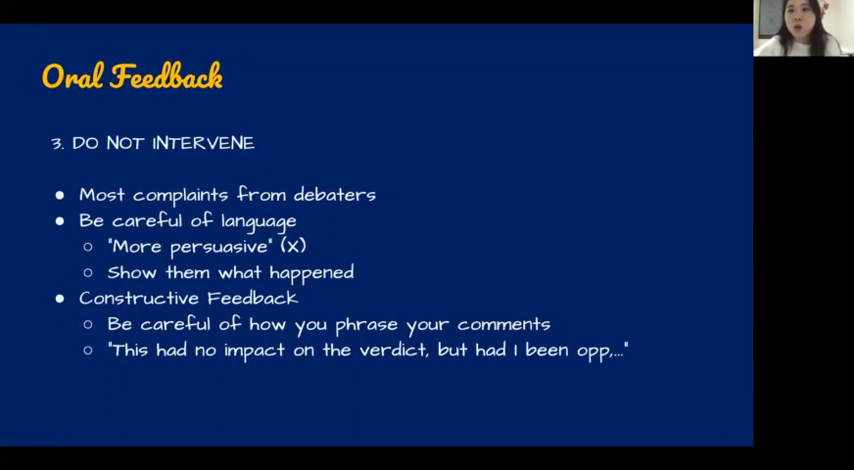 Oral Feedback
3. DO NOT INTERVENE
● Most complaints from debaters
● Be careful of language
○ "More persuasive" (X)
○ Show them what happened
● Constructive Feedback
○ Be careful of how you phrase your comments
○ "This had no impact on the verdict, but had I been opp,..."